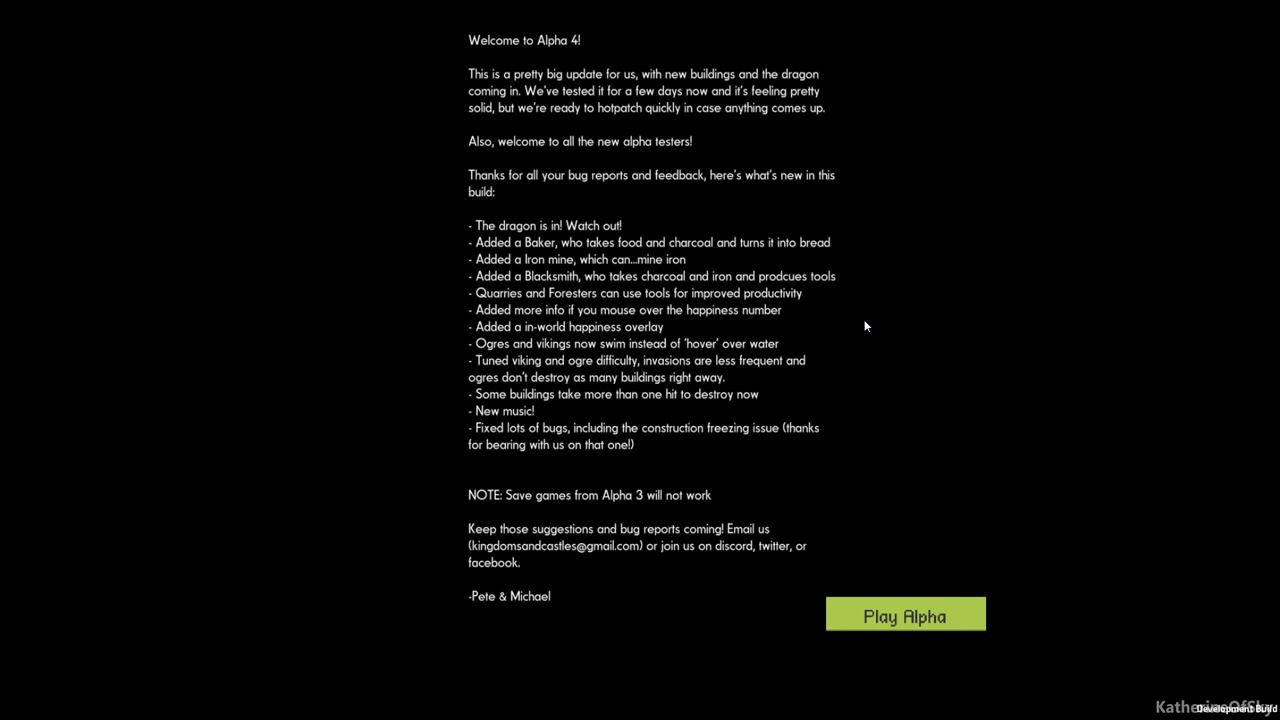 Welcome to Alpha 4!
This is a pretty big update for us, with new buildings and the dragon
coming in. We've tested it for a few days now and it's feeling pretty
solid, but we're ready to hotpatch quickly in case anything comes up.
Also, welcome to all the new alpha testers!
Thanks for all your bug reports and feedback, here's what's new in this
build:
- The dragon is in! Watch out!
- Added a Baker, who takes food and charcoal and turns it into bread
- Added a Iron mine, which can...mine iron
- Added a Blacksmith, who takes charcoal and iron and prodcues tools
- Quarries and Foresters can use tools for improved productivity
- Added more info if you mouse over the happiness number
- Added a in-world happiness overlay
- Ogres and vikings now swim instead of 'hover' over water
- Tuned viking and ogre difficulty, invasions are less frequent and
ogres don't destroy as many buildings right away.
- Some buildings take more than one hit to destroy now
- New music!
- Fixed lots of bugs, including the construction freezing issue (thanks
for bearing with us on that one!)
NOTE: Save games from Alpha 3 will not work
Keep those suggestions and bug reports coming! Email us
(kingdomsandcastles@gmail.com) or join us on discord, twitter, or
facebook.
-Pete & Michael
Play Alpha
Development Build